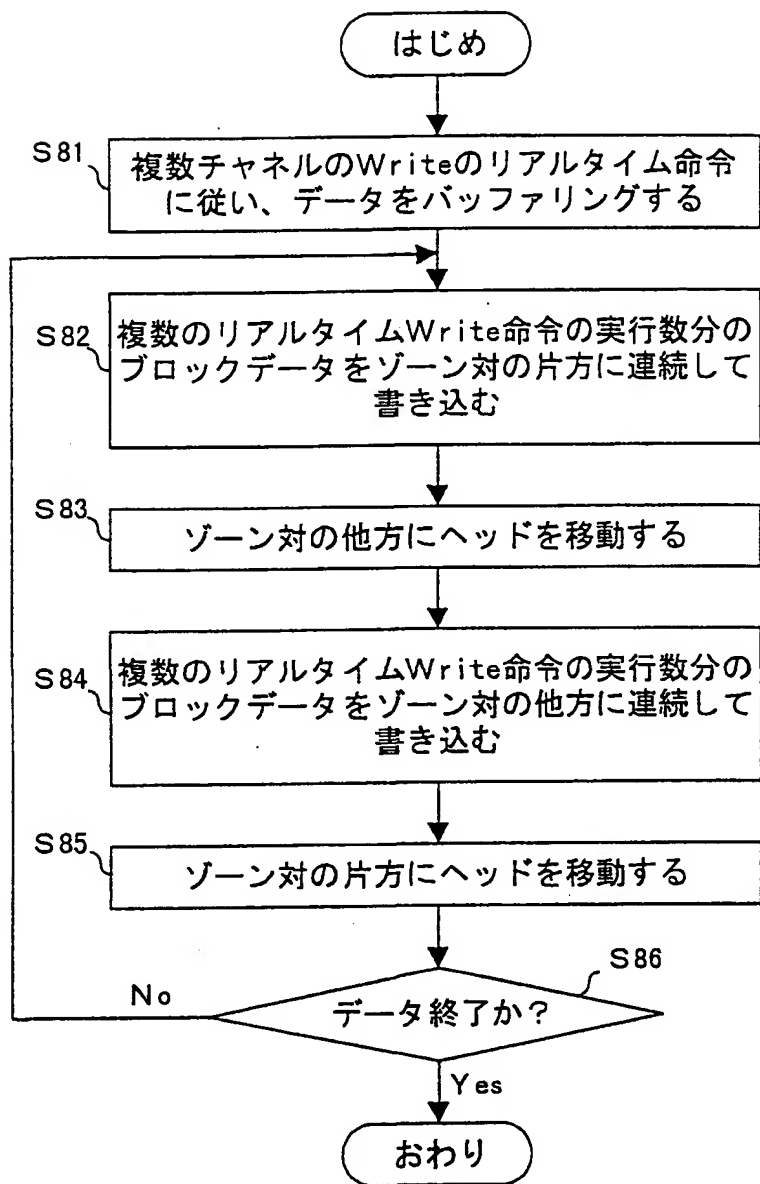 はじめ
S81
複数チャネルのWriteのリアルタイム命令
に従い、データをバッファリングする
S82
複数のリアルタイムWrite命令の実行数分の
ブロックデータをゾーン対の片方に連続して
書き込む
S83
ゾーン対の他方にヘッドを移動する
S84
複数のリアルタイムWrite命令の実行数分の
ブロックデータをゾーン対の他方に連続して
書き込む
S85
ゾーン対の片方にヘッドを移動する
S86
No
データ終了か?
Yes
おわり